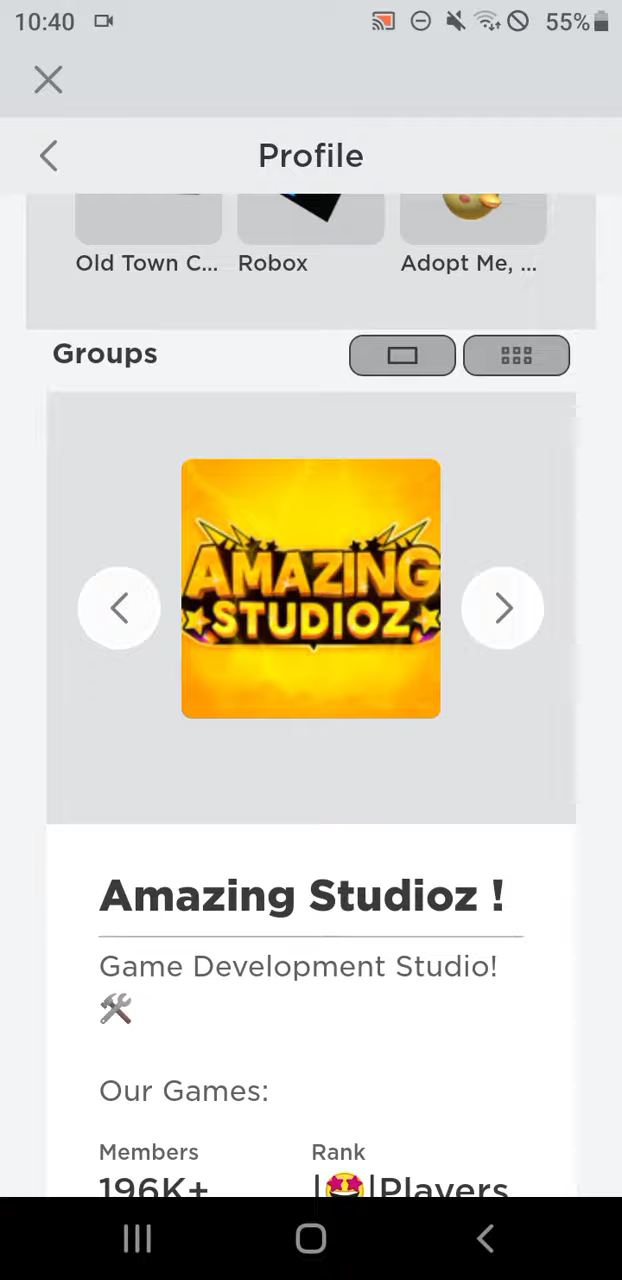 10:40
55%
Profile
Old Town C... Robox Adopt Me, ...
Groups
AMAZING
STUDIOZ
Amazing Studioz !
Game Development Studio!
🛠️
Our Games:
Members Rank
196K+ |🤩|Players